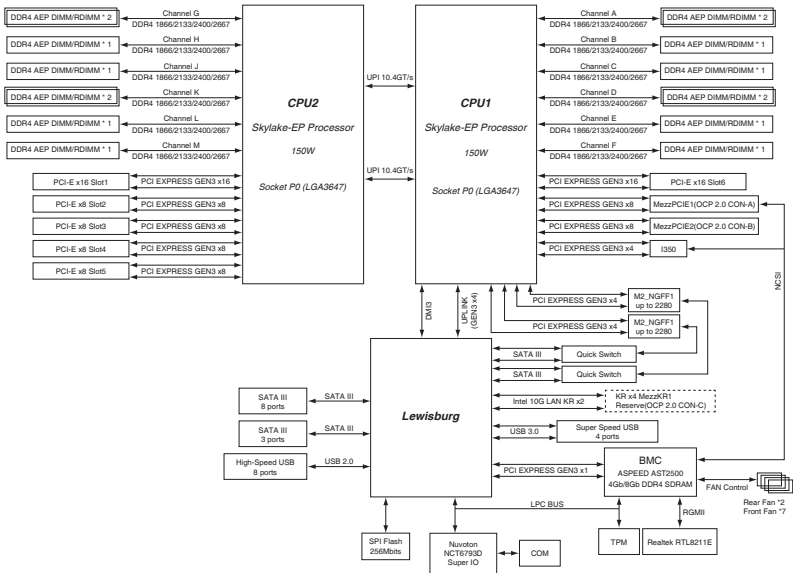 DDR4 AEP DIMM/RDIMM * 2
Channel G
DDR4 1866/2133/2400/2667
DDR4 AEP DIMM/RDIMM * 1
Channel H
DDR4 1866/2133/2400/2667
DDR4 AEP DIMM/RDIMM * 1
Channel J
DDR4 1866/2133/2400/2667
DDR4 AEP DIMM/RDIMM * 2
Channel K
DDR4 1866/2133/2400/2667
DDR4 AEP DIMM/RDIMM * 1
Channel L
DDR4 1866/2133/2400/2667
DDR4 AEP DIMM/RDIMM * 1
Channel M
DDR4 1866/2133/2400/2667
PCI-E x16 Slot1
PCI EXPRESS GEN3 x16
PCI-E x8 Slot2
PCI EXPRESS GEN3 x8
PCI-E x8 Slot3
PCI EXPRESS GEN3 x8
PCI-E x8 Slot4
PCI EXPRESS GEN3 x8
PCI-E x8 Slot5
PCI EXPRESS GEN3 x8
CPU2
Skylake-EP Processor
150W
Socket P0 (LGA3647)
UPI 10.4GT/s
UPI 10.4GT/s
CPU1
Skylake-EP Processor
150W
Socket P0 (LGA3647)
Channel A
DDR4 1866/2133/2400/2667
DDR4 AEP DIMM/RDIMM * 2
Channel B
DDR4 1866/2133/2400/2667
DDR4 AEP DIMM/RDIMM * 1
Channel C
DDR4 1866/2133/2400/2667
DDR4 AEP DIMM/RDIMM * 1
Channel D
DDR4 1866/2133/2400/2667
DDR4 AEP DIMM/RDIMM * 2
Channel E
DDR4 1866/2133/2400/2667
DDR4 AEP DIMM/RDIMM * 1
Channel F
DDR4 1866/2133/2400/2667
DDR4 AEP DIMM/RDIMM * 1
PCI EXPRESS GEN3 x16
PCI-E x16 Slot6
PCI EXPRESS GEN3 x8
MezzPCIE1(OCP 2.0 CON-A)
PCI EXPRESS GEN3 x8
MezzPCIE2(OCP 2.0 CON-B)
PCI EXPRESS GEN3 x4
I350
NCSI
DMI3
UPLINK
(GEN3 x4)
PCI EXPRESS GEN3 x4
M2_NGFF1
up to 2280
PCI EXPRESS GEN3 x4
M2_NGFF1
up to 2280
SATA III
Quick Switch
SATA III
Quick Switch
Lewisburg
Intel 10G LAN KR x2
KR x4 MezzKR1
Reserve(OCP 2.0 CON-C)
USB 3.0
Super Speed USB
4 ports
SATA III
8 ports
SATA III
SATA III
3 ports
SATA III
High-Speed USB
8 ports
USB 2.0
PCI EXPRESS GEN3 x1
BMC
ASPEED AST2500
4Gb/8Gb DDR4 SDRAM
FAN Control
Rear Fan *2
Front Fan *7
LPC BUS
RGMII
SPI Flash
256Mbits
Nuvoton
NCT6793D
Super IO
COM
TPM
Realtek RTL8211E